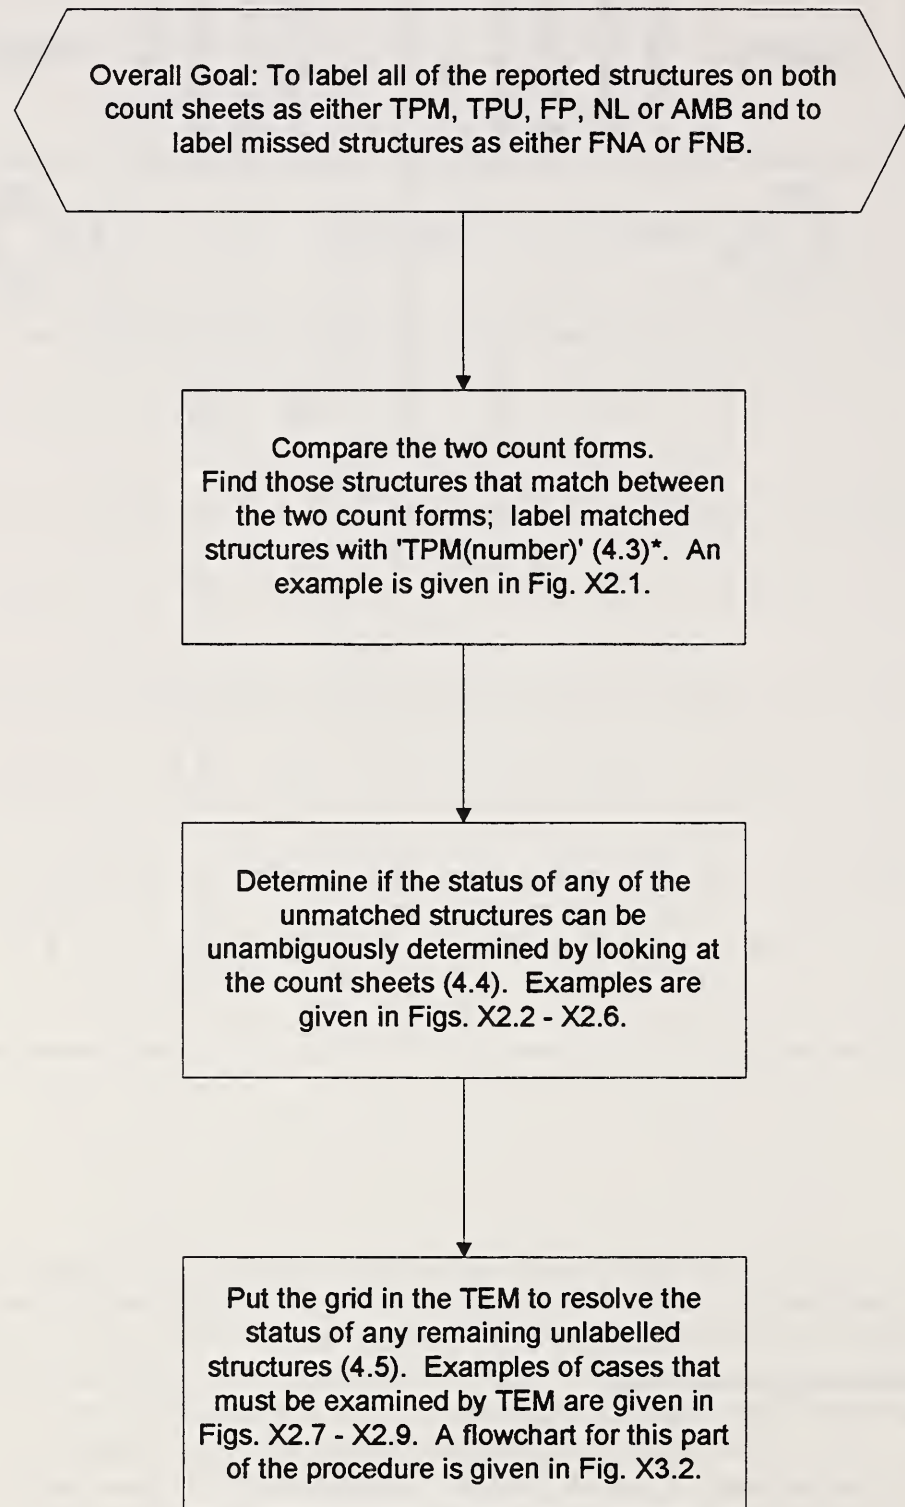 Overall Goal: To label all of the reported structures on both
count sheets as either TPM, TPU, FP, NL or AMB and to
label missed structures as either FNA or FNB.
Compare the two count forms.
Find those structures that match between
the two count forms; label matched
structures with 'TPM(number)' (4.3)*. An
example is given in Fig. X2.1.
Determine if the status of any of the
unmatched structures can be
unambiguously determined by looking at
the count sheets (4.4). Examples are
given in Figs. X2.2 - X2.6.
Put the grid in the TEM to resolve the
status of any remaining unlabelled
structures (4.5). Examples of cases that
must be examined by TEM are given in
Figs. X2.7 - X2.9. A flowchart for this part
of the procedure is given in Fig. X3.2.